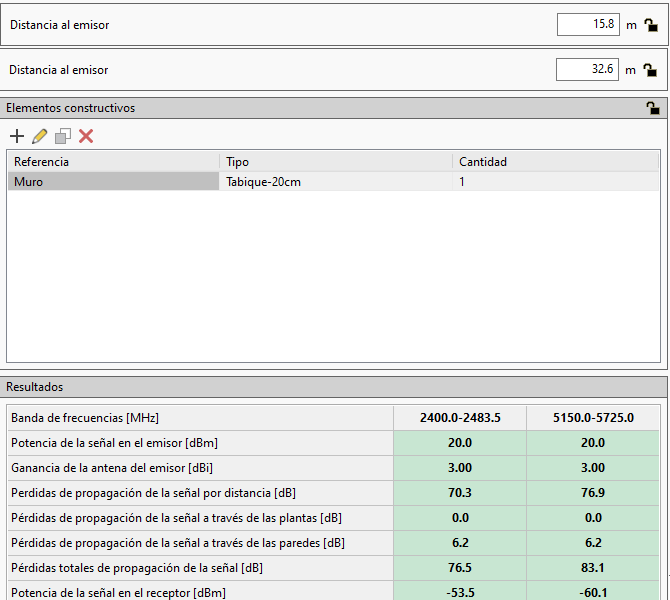 Distancia al emisor 15.8 m
Distancia al emisor 32.6 m
Elementos constructivos
Referencia Tipo Cantidad
Muro Tabique-20cm 1
Resultados
Banda de frecuencias [MHz] 2400.0-2483.5 5150.0-5725.0
Potencia de la señal en el emisor [dBm] 20.0 20.0
Ganancia de la antena del emisor [dBi] 3.00 3.00
Perdidas de propagación de la señal por distancia [dB] 70.3 76.9
Pérdidas de propagación de la señal a través de las plantas [dB] 0.0 0.0
Pérdidas de propagación de la señal a través de las paredes [dB] 6.2 6.2
Pérdidas totales de propagación de la señal [dB] 76.5 83.1
Potencia de la señal en el receptor [dBm] -53.5 -60.1